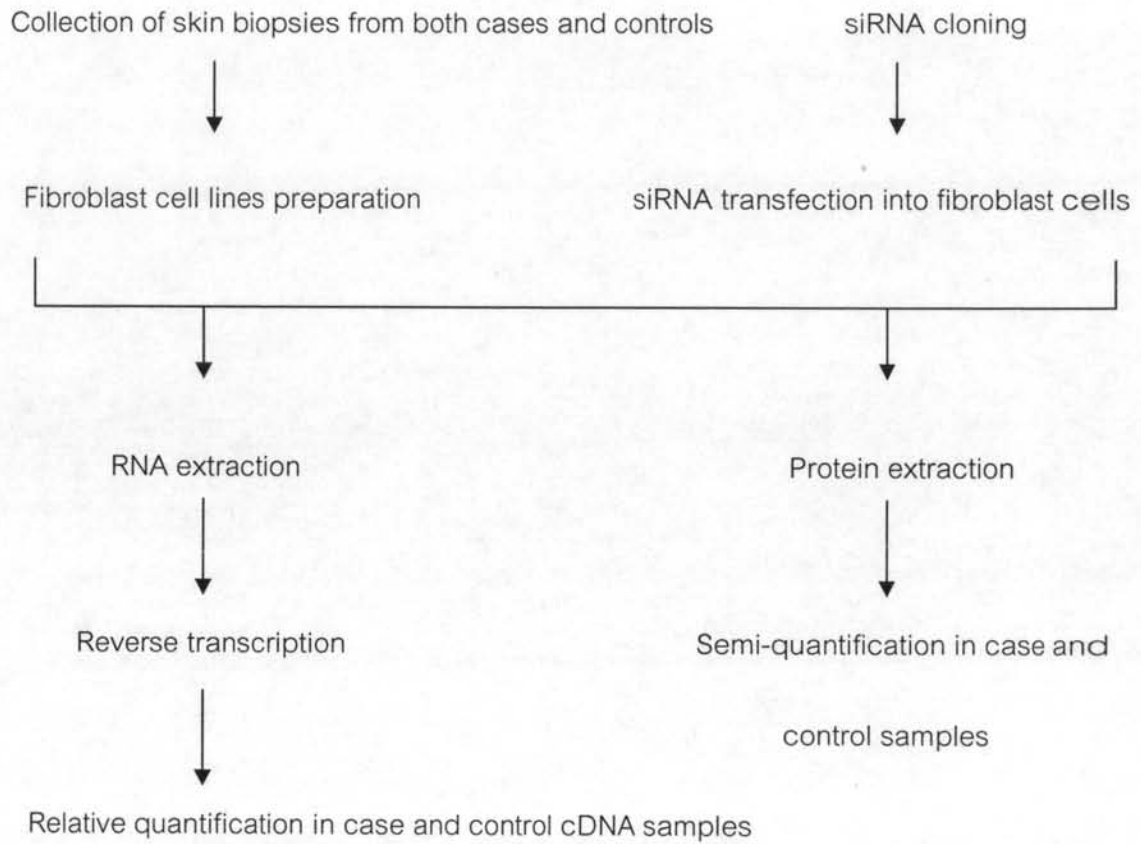 Collection of skin biopsies from both cases and controls
siRNA cloning
Fibroblast cell lines preparation
siRNA transfection into fibroblast cells
RNA extraction
Protein extraction
Reverse transcription
Semi-quantification in case and
control samples
Relative quantification in case and control cDNA samples